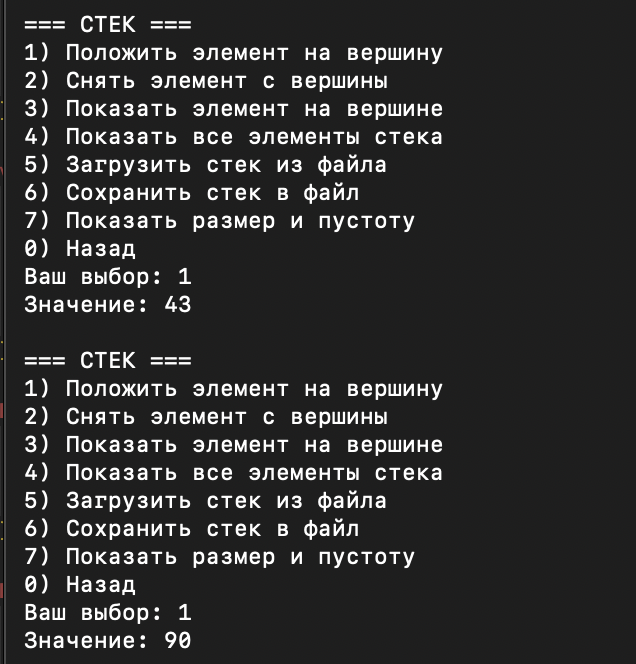 === СТЕК ===
1) Положить элемент на вершину
2) Снять элемент с вершины
3) Показать элемент на вершине
4) Показать все элементы стека
5) Загрузить стек из файла
6) Сохранить стек в файл
7) Показать размер и пустоту
0) Назад
Ваш выбор: 1
Значение: 43

=== СТЕК ===
1) Положить элемент на вершину
2) Снять элемент с вершины
3) Показать элемент на вершине
4) Показать все элементы стека
5) Загрузить стек из файла
6) Сохранить стек в файл
7) Показать размер и пустоту
0) Назад
Ваш выбор: 1
Значение: 90